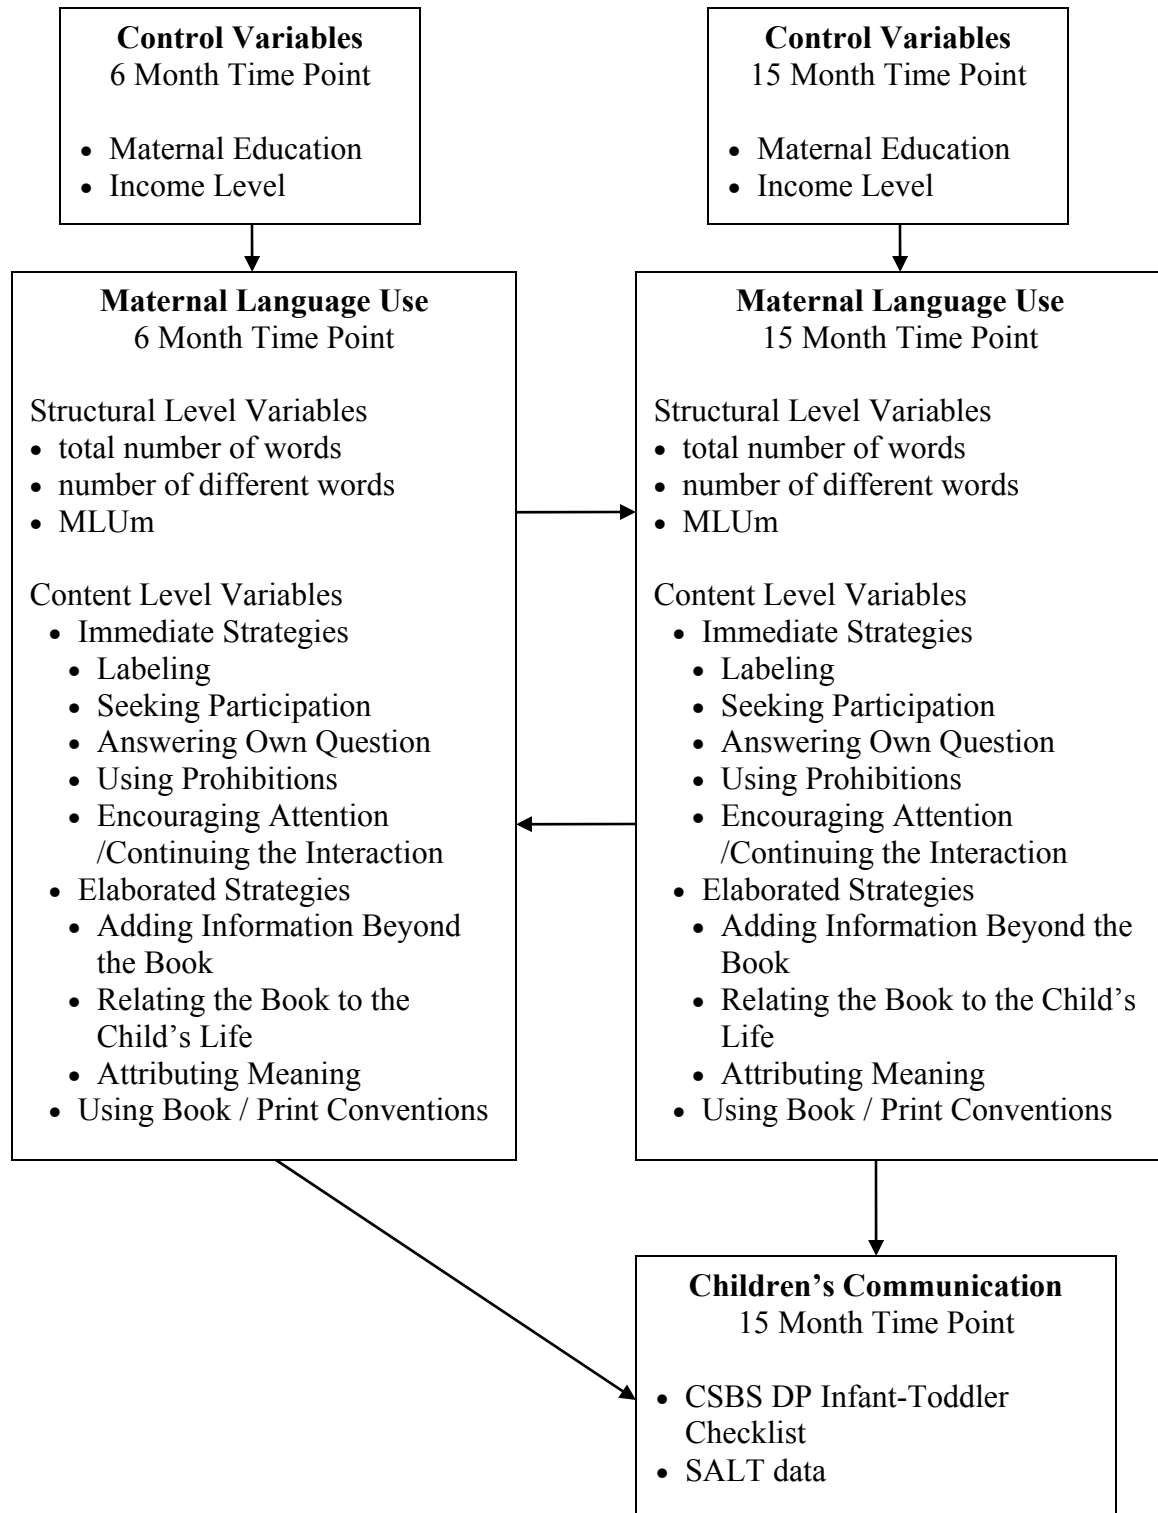 Control Variables
6 Month Time Point
• Maternal Education
• Income Level
Control Variables
15 Month Time Point
• Maternal Education
• Income Level
Maternal Language Use
6 Month Time Point
Structural Level Variables
• total number of words
• number of different words
• MLUm
Content Level Variables
• Immediate Strategies
• Labeling
• Seeking Participation
• Answering Own Question
• Using Prohibitions
• Encouraging Attention
/Continuing the Interaction
• Elaborated Strategies
• Adding Information Beyond
the Book
• Relating the Book to the
Child’s Life
• Attributing Meaning
• Using Book / Print Conventions
Maternal Language Use
15 Month Time Point
Structural Level Variables
• total number of words
• number of different words
• MLUm
Content Level Variables
• Immediate Strategies
• Labeling
• Seeking Participation
• Answering Own Question
• Using Prohibitions
• Encouraging Attention
/Continuing the Interaction
• Elaborated Strategies
• Adding Information Beyond the
Book
• Relating the Book to the Child’s
Life
• Attributing Meaning
• Using Book / Print Conventions
Children’s Communication
15 Month Time Point
• CSBS DP Infant-Toddler
Checklist
• SALT data